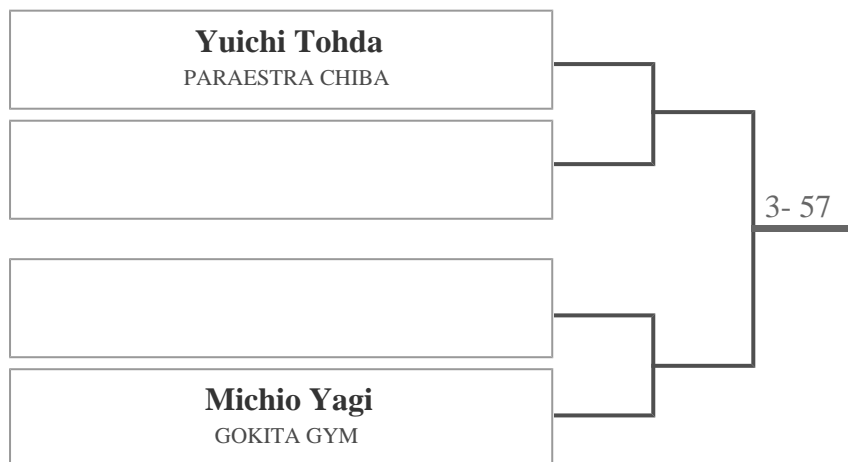 Yuichi Tohda
PARAESTRA CHIBA
3- 57
Michio Yagi
GOKITA GYM